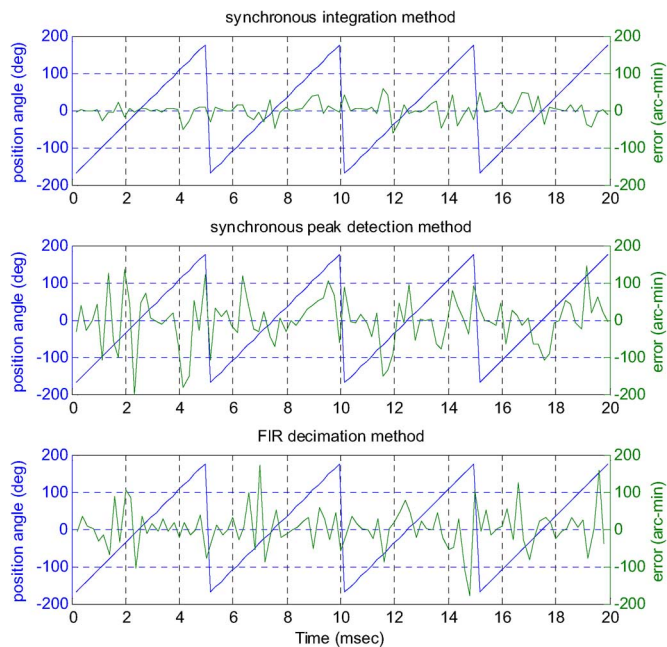 synchronous integration method
position angle (deg)
200
100
0
-100
-200
200
100
0
-100
-200
error (arc-min)
0 2 4 6 8 10 12 14 16 18 20
synchronous peak detection method
position angle (deg)
200
100
0
-100
-200
200
100
0
-100
-200
error (arc-min)
0 2 4 6 8 10 12 14 16 18 20
FIR decimation method
position angle (deg)
200
100
0
-100
-200
200
100
0
-100
-200
error (arc-min)
0 2 4 6 8 10 12 14 16 18 20
Time (msec)